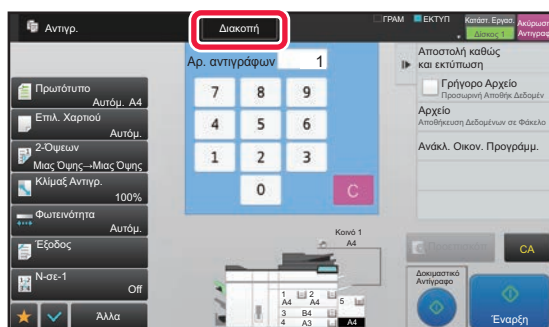 Αντιγρ.
Διακοπή
ΓΡΑΜ
ΕΚΤΥΠ
Κατάστ. Εργασ.
Δίσκος 1
Ακύρωση
Αντιγραφ
Αρ. αντιγράφων 1
7 8 9
4 5 6
1 2 3
0 C
Πρωτότυπο
Αυτόμ. A4
Επιλ. Χαρτιού
Αυτόμ.
2-Όψεων
Μιας Όψης→Μιας Όψης
Κλίμαξ Αντιγρ.
100%
Φωτεινότητα
Αυτόμ.
Έξοδος
N-σε-1
Off
Άλλα
Κοινό 1
A4
1 A4
2 A4
3 B4
4 A3
5
A4
Αποστολή καθώς
και εκτύπωση
Γρήγορο Αρχείο
Προσωρινή Αποθήκ Δεδομέν
Αρχείο
Αποθήκευση Δεδομένων σε Φάκελο
Ανάκλ. Οικον. Προγράμμ.
CA
Δοκιμαστικό
Αντίγραφο
Έναρξη